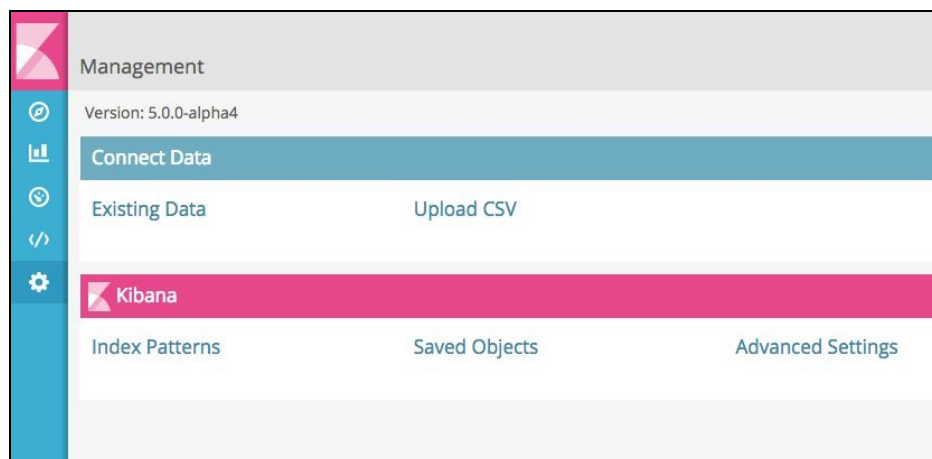 Management
Version: 5.0.0-alpha4
Connect Data
Existing Data Upload CSV
Kibana
Index Patterns Saved Objects Advanced Settings